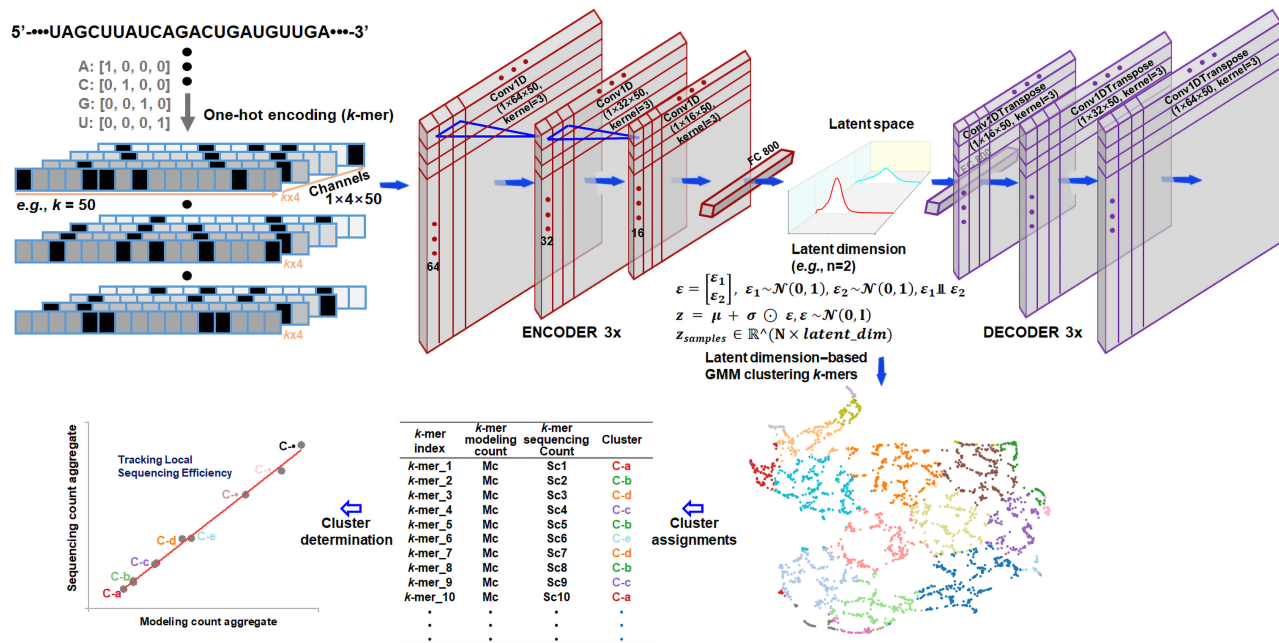 5'-•••UAGCUUAUCAGACUGAUGUUGA•••-3'
A: [1, 0, 0, 0]
C: [0, 1, 0, 0]
G: [0, 0, 1, 0]
U: [0, 0, 0, 1]
One-hot encoding (k-mer)
Channels
1×4×50
kx4
e.g., k = 50
kx4
kx4
Conv1D
(1×64×50,
kernel=3)
Conv1D
(1×32×50,
kernel=3)
Conv1D
(1×16×50,
kernel=3)
64
32
16
FC 800
ENCODER 3x
Latent space
Latent dimension
(e.g., n=2)
ε = [ε1 ε2], ε1~N(0, 1), ε2~N(0, 1), ε1⫫ ε2
z = μ + σ ⊙ ε, ε ~N(0, I)
zsamples ∈ ℝ^(N × latent_dim)
FC 800
Conv1DTranspose
(1×16×50, kernel=3)
Conv1DTranspose
(1×32×50, kernel=3)
Conv1DTranspose
(1×64×50, kernel=3)
DECODER 3x
Latent dimension–based
GMM clustering k-mers
Cluster
assignments
k-mer index k-mer modeling count k-mer sequencing Count Cluster
k-mer_1 Mc Sc1 C-a
k-mer_2 Mc Sc2 C-b
k-mer_3 Mc Sc3 C-d
k-mer_4 Mc Sc4 C-c
k-mer_5 Mc Sc5 C-b
k-mer_6 Mc Sc6 C-e
k-mer_7 Mc Sc7 C-d
k-mer_8 Mc Sc8 C-b
k-mer_9 Mc Sc9 C-c
k-mer_10 Mc Sc10 C-a
Cluster
determination
Tracking Local
Sequencing Efficiency
Sequencing count aggregate
C-•
C-•
C-•
C-d
C-e
C-c
C-b
C-a
Modeling count aggregate